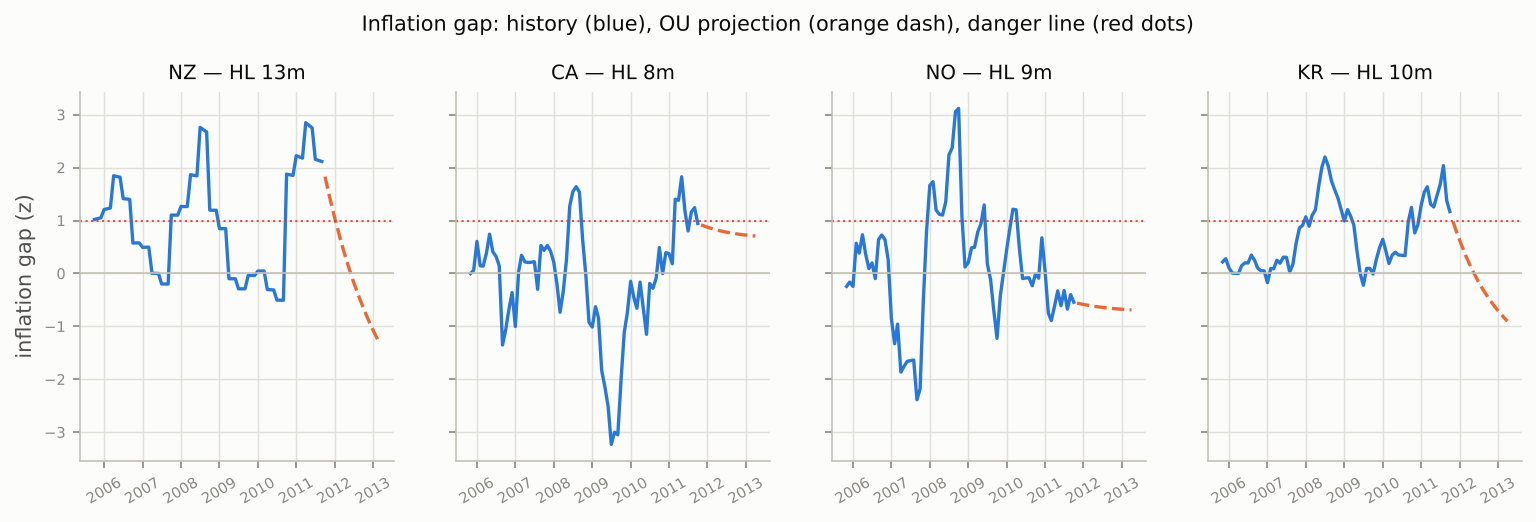 Inflation gap: history (blue), OU projection (orange dash), danger line (red dots)
NZ — HL 13m
CA — HL 8m
NO — HL 9m
KR — HL 10m
inflation gap (z)
3
2
1
0
−1
−2
−3
2006 2007 2008 2009 2010 2011 2012 2013
2006 2007 2008 2009 2010 2011 2012 2013
2006 2007 2008 2009 2010 2011 2012 2013
2006 2007 2008 2009 2010 2011 2012 2013